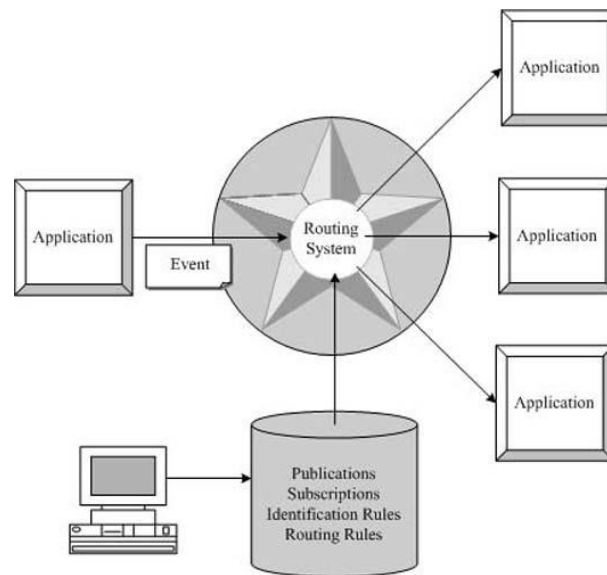 Application
Application
Event
Routing
System
Application
Application
Publications
Subscriptions
Identification Rules
Routing Rules